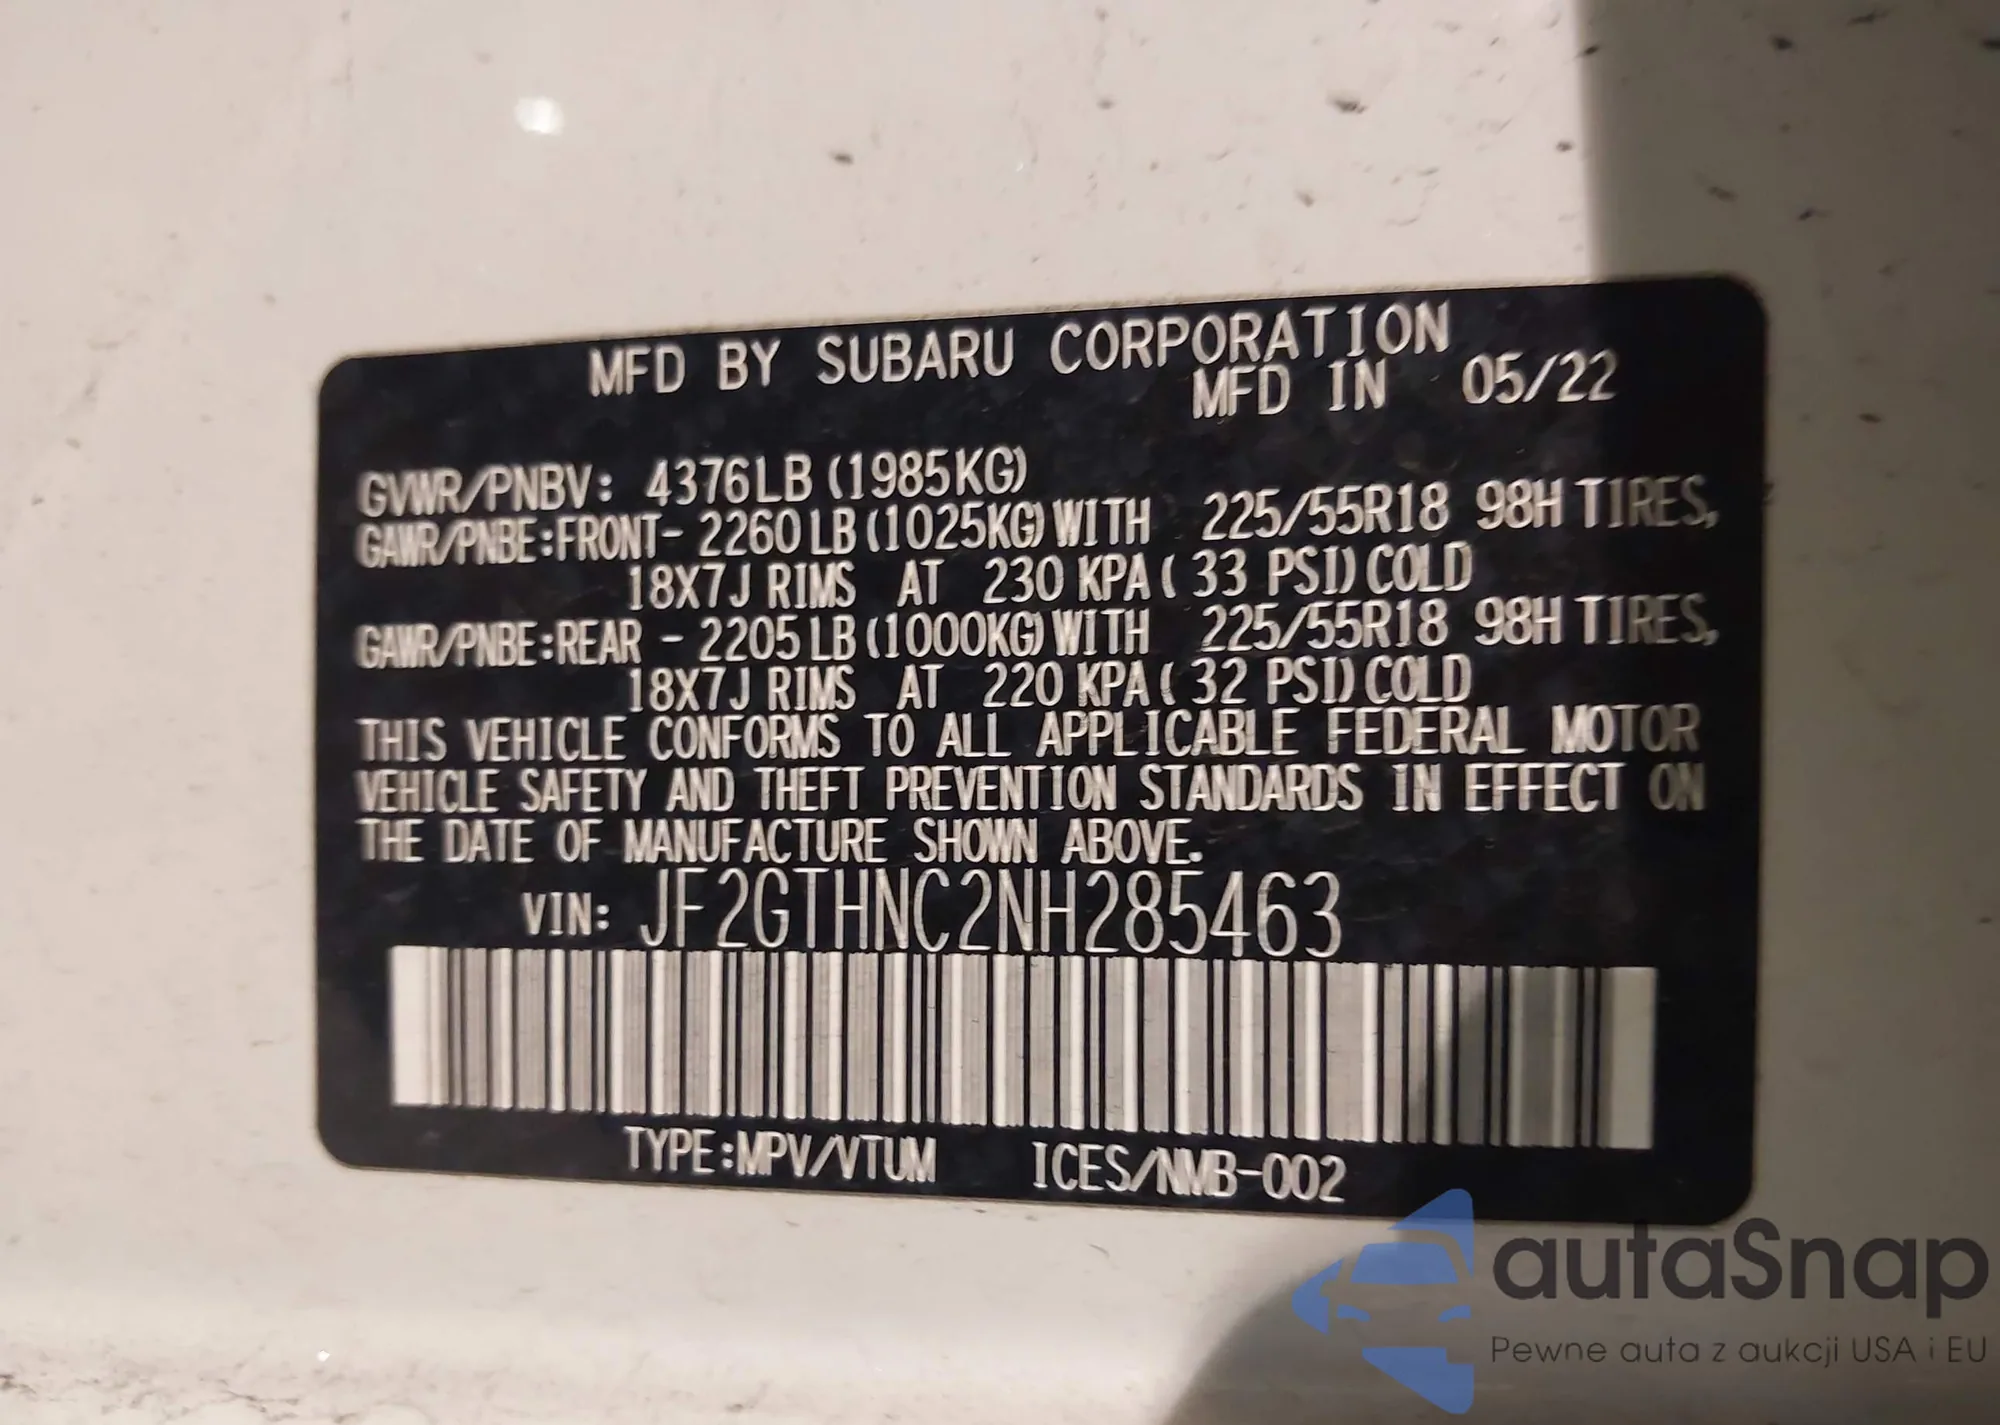 MFD BY SUBARU CORPORATION
MFD IN 05/22
GVWR/PNBV: 4376LB (1985KG)
GAWR/PNBE:FRONT- 2260LB (1025KG) WITH 225/55R18 98H TIRES,
18X7J RIMS AT 230 KPA( 33 PSI) COLD
GAWR/PNBE:REAR - 2205LB (1000KG) WITH 225/55R18 98H TIRES,
18X7J RIMS AT 220 KPA( 32 PSI) COLD
THIS VEHICLE CONFORMS TO ALL APPLICABLE FEDERAL MOTOR
VEHICLE SAFETY AND THEFT PREVENTION STANDARDS IN EFFECT ON
THE DATE OF MANUFACTURE SHOWN ABOVE.
VIN: JF2GTHNC2NH285463
TYPE:MPV/VTUM ICES/NMB-002
autaSnap
Pewne auta z aukcji USA i EU